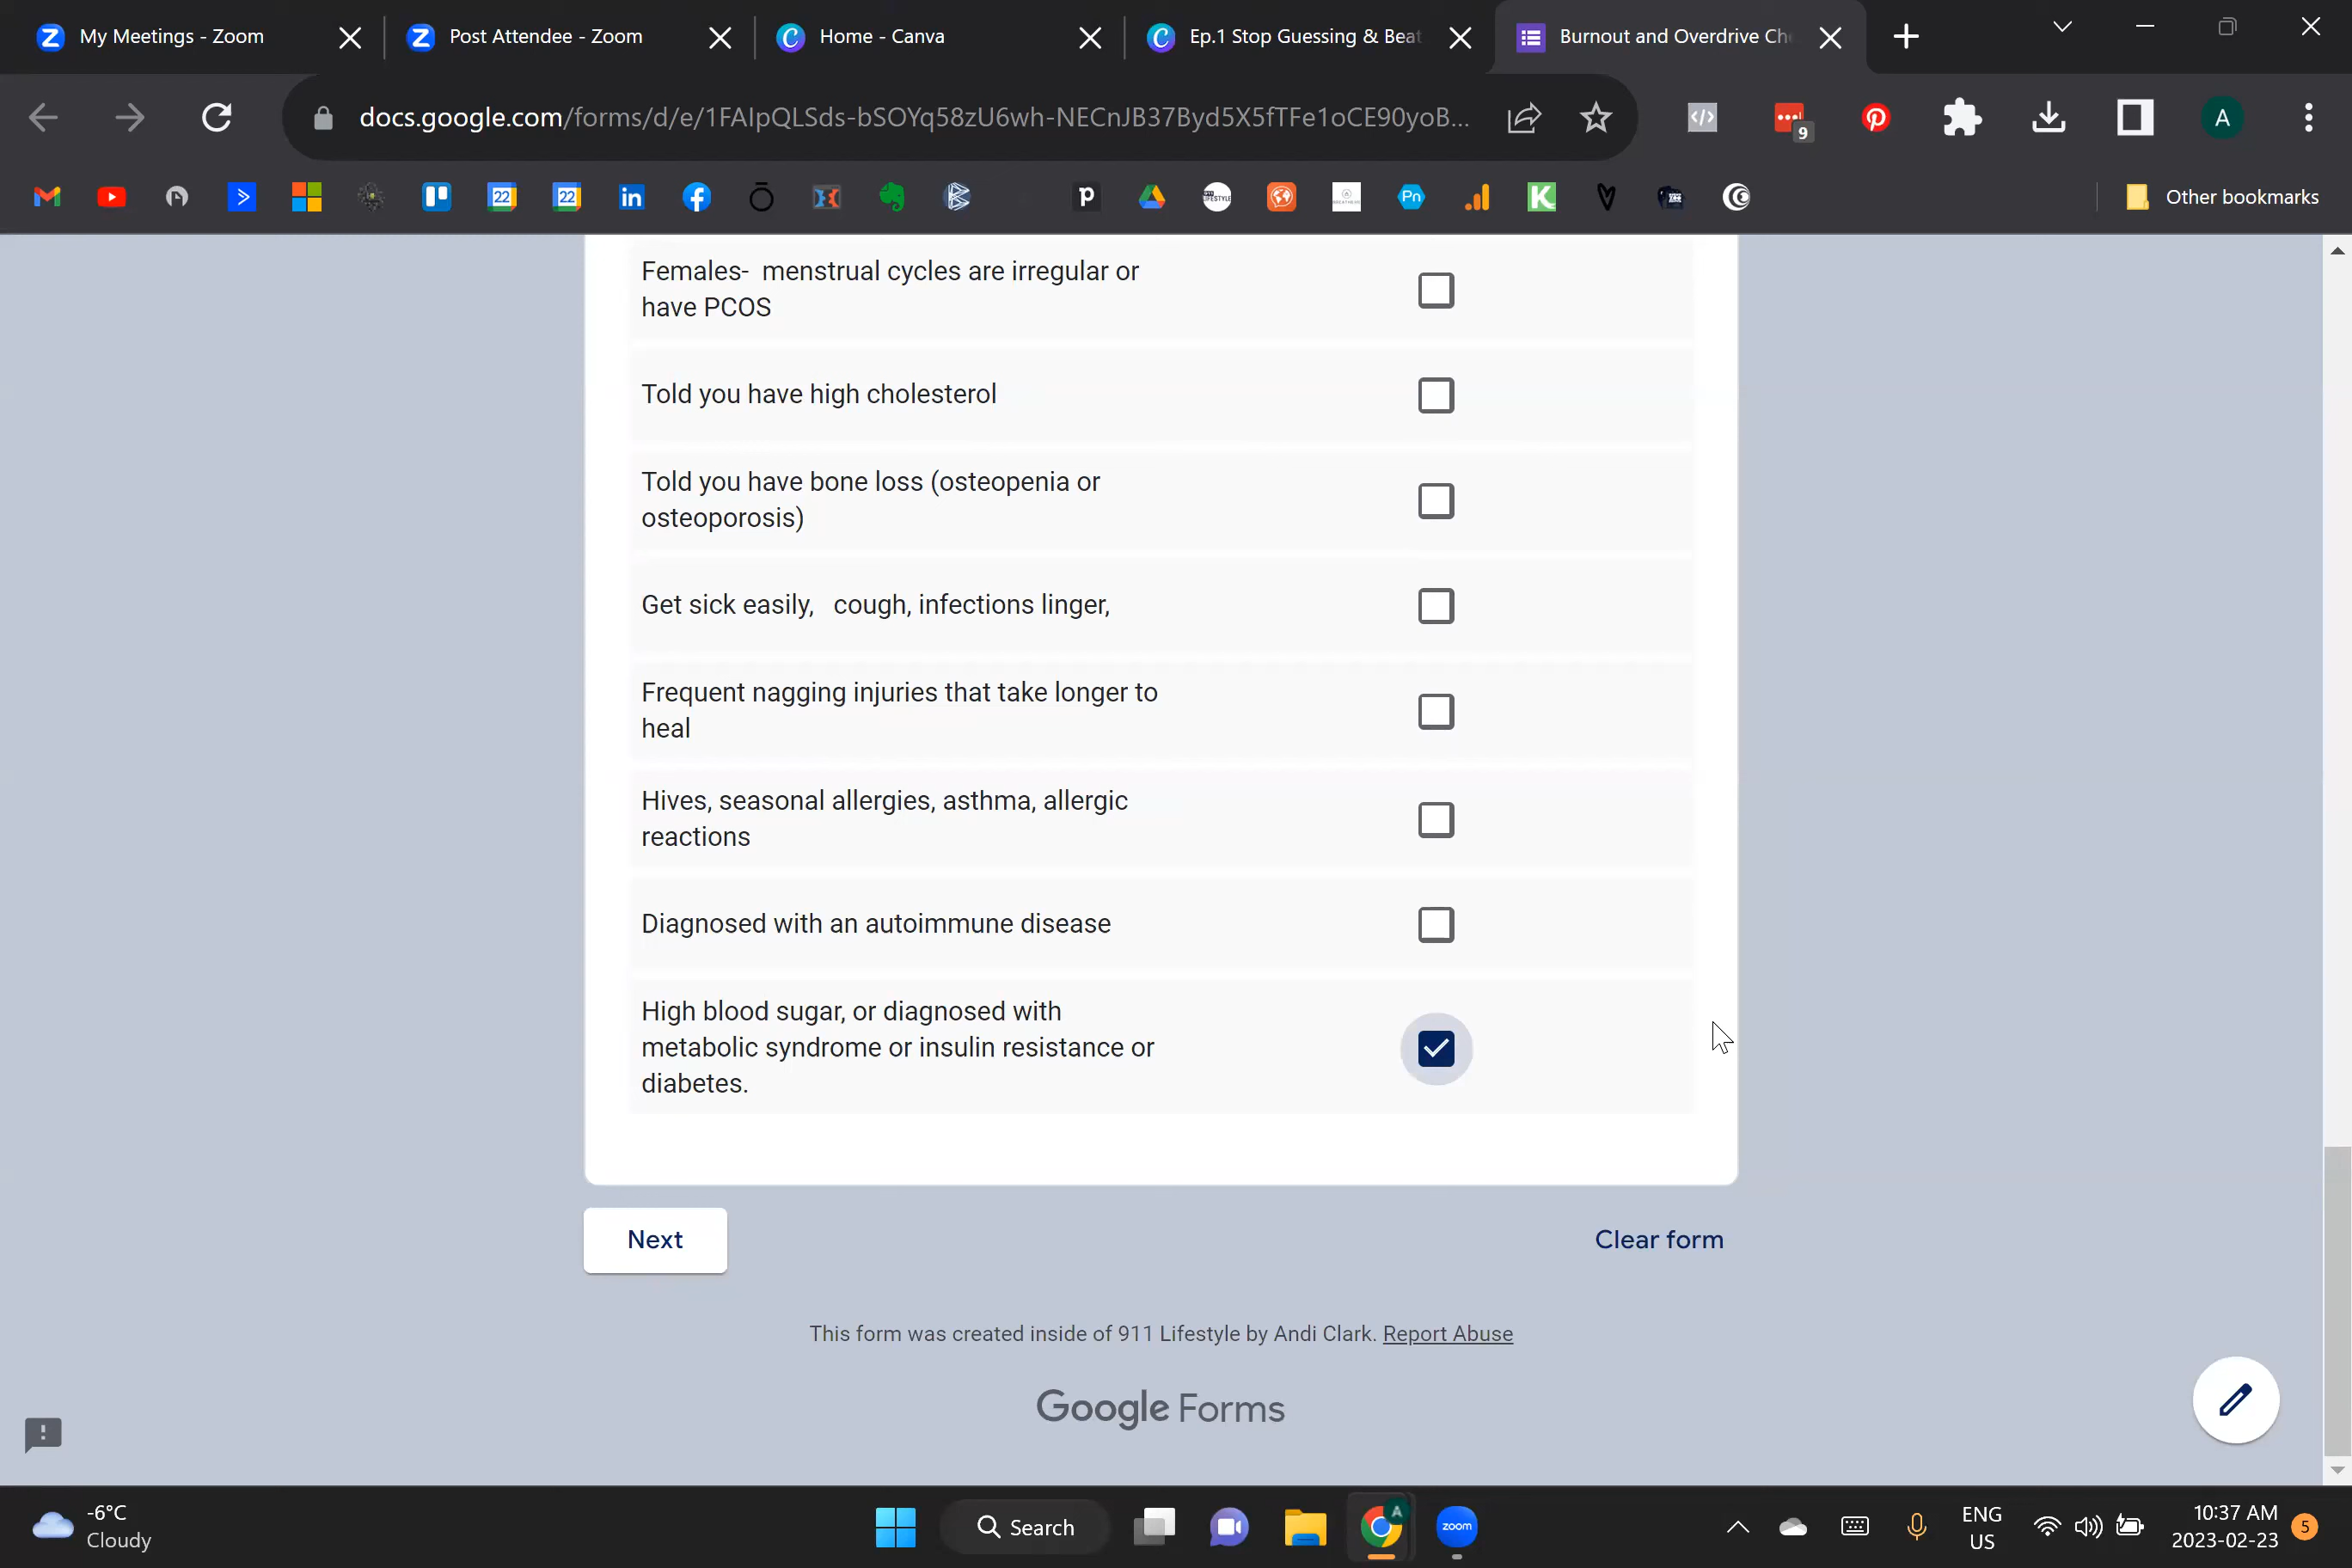 My Meetings - Zoom
Post Attendee - Zoom
Home - Canva
Ep.1 Stop Guessing & Beat
Burnout and Overdrive Ch
docs.google.com/forms/d/e/1FAIpQLSds-bSOYq58zU6wh-NECnJB37Byd5X5fTFe1oCE90yoB...
9
A
22
22
Pn
Other bookmarks
Females-  menstrual cycles are irregular or
have PCOS
Told you have high cholesterol
Told you have bone loss (osteopenia or
osteoporosis)
Get sick easily,   cough, infections linger,
Frequent nagging injuries that take longer to
heal
Hives, seasonal allergies, asthma, allergic
reactions
Diagnosed with an autoimmune disease
High blood sugar, or diagnosed with
metabolic syndrome or insulin resistance or
diabetes.
Next
Clear form
This form was created inside of 911 Lifestyle by Andi Clark. Report Abuse
Google Forms
-6°C
Cloudy
Search
A
zoom
ENG
US
10:37 AM
2023-02-23
5